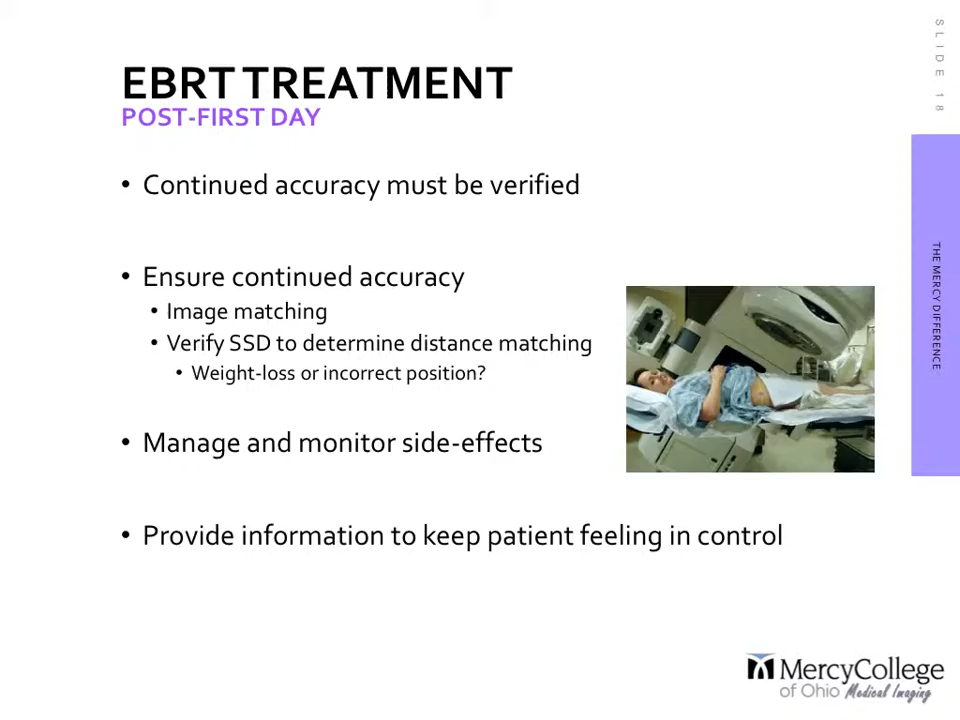 SLIDE 18
EBRT TREATMENT
POST-FIRST DAY
• Continued accuracy must be verified
• Ensure continued accuracy
• Image matching
• Verify SSD to determine distance matching
• Weight-loss or incorrect position?
• Manage and monitor side-effects
• Provide information to keep patient feeling in control
THE MERCY DIFFERENCE
MercyCollege
of Ohio Medical Imaging